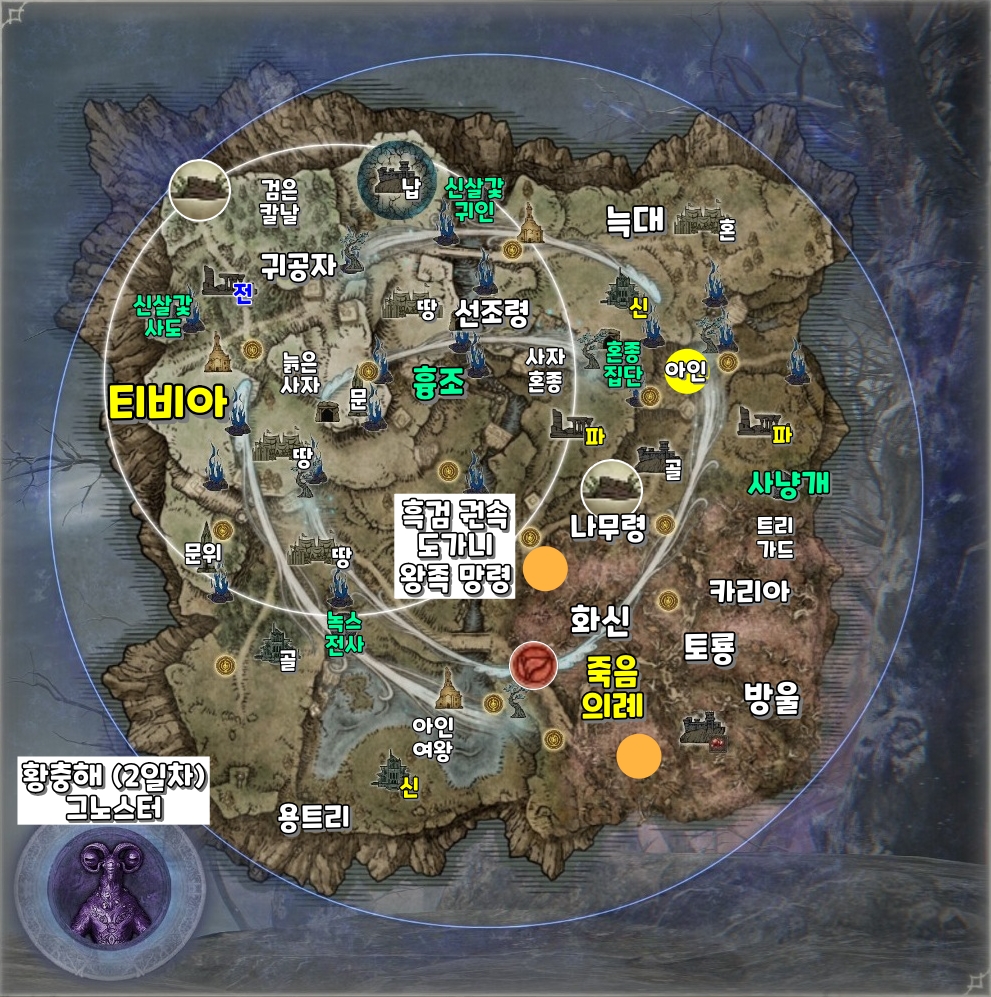 검은
칼날
납
신살갗
귀인
늑대
혼
귀공자
전
신살갗
사도
땅
선조령
신
늙은
사자
문
흉조
사자
혼종
혼종
집단
아인
티비아
땅
파
파
골
사냥개
흑검 권속
도가니
왕족 망령
나무령
트리
가드
문위
땅
카리아
녹스
전사
화신
골
토룡
죽음
의례
방울
아인
여왕
신
황충해 (2일차)
그노스터
용트리